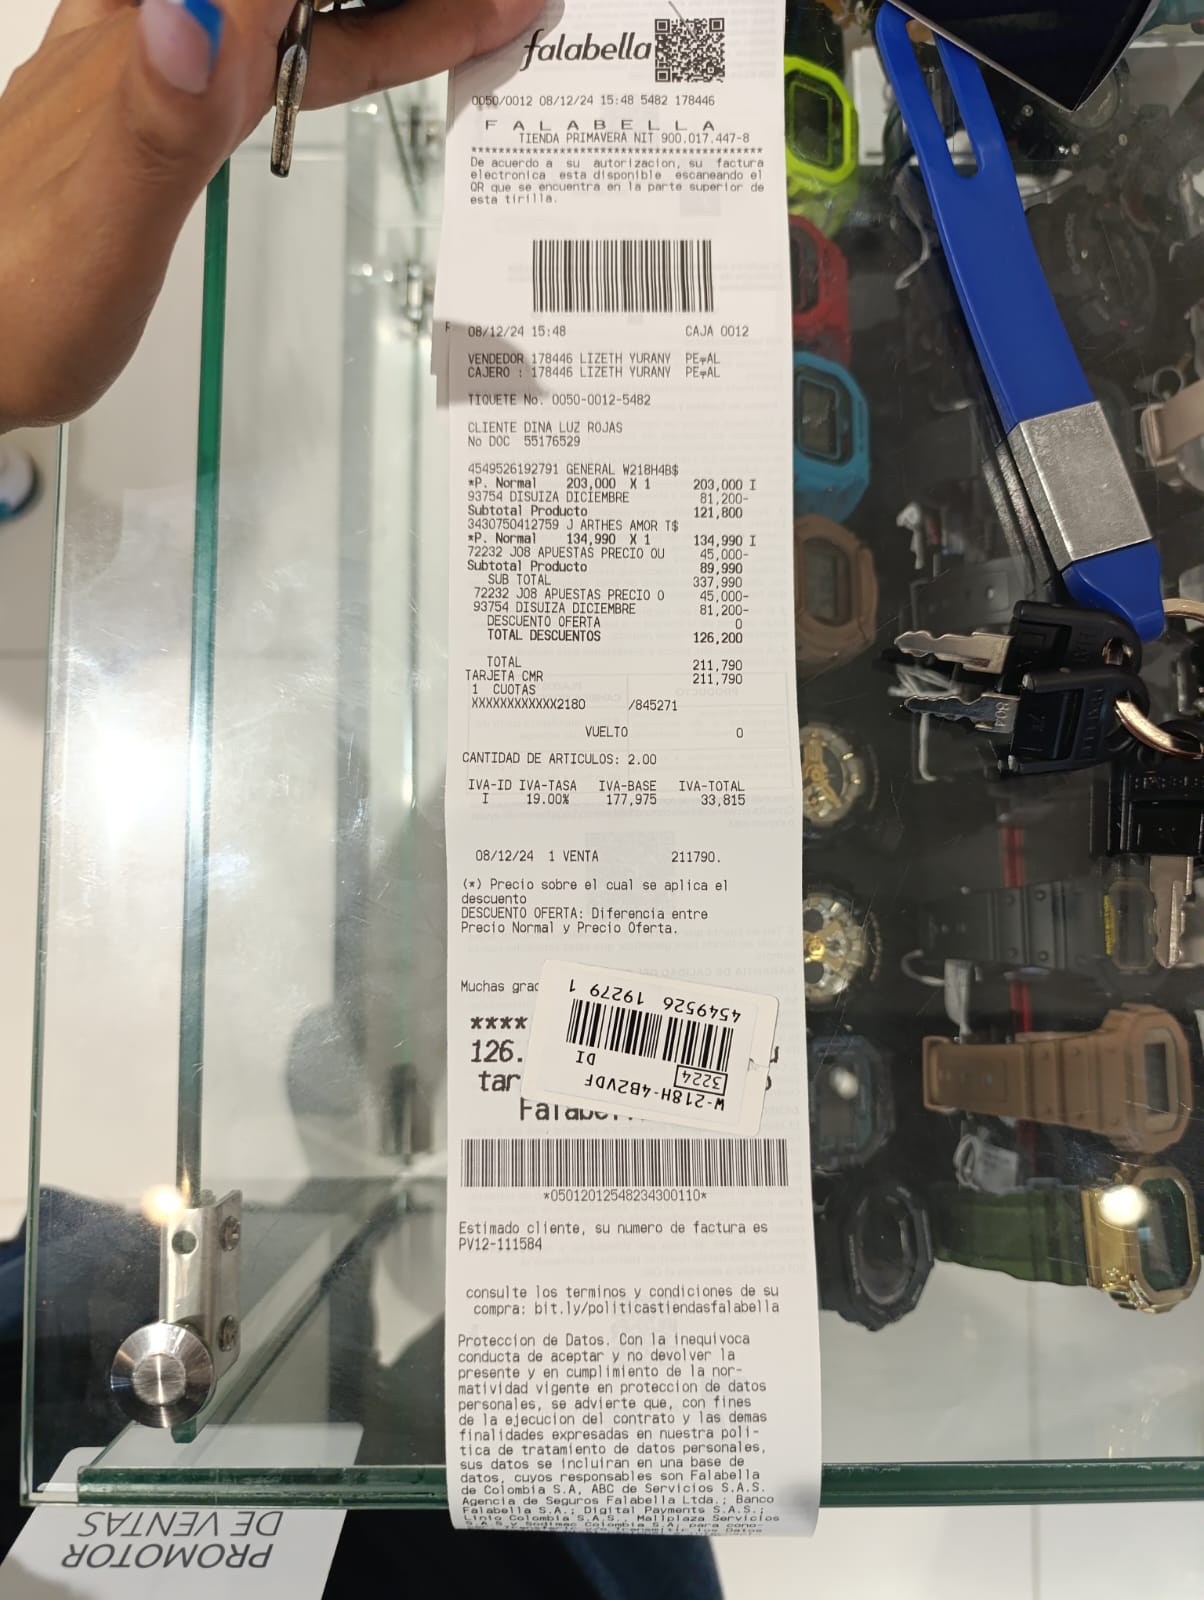 falabella
0050/0012 08/12/24 15:48 5482 178446
F A L A B E L L A
TIENDA PRIMAVERA NIT 900.017.447-8
****************************************
De acuerdo a su autorizacion, su factura
electronica esta disponible escaneando el
QR que se encuentra en la parte superior de
esta tirilla.
08/12/24 15:48 CAJA 0012
VENDEDOR 178446 LIZETH YURANY PE╤AL
CAJERO : 178446 LIZETH YURANY PE╤AL
TIQUETE No. 0050-0012-5482
CLIENTE DINA LUZ ROJAS
No DOC 55176529
4549526192791 GENERAL W218H4B$
*P. Normal 203,000 X 1 203,000 I
93754 DISUIZA DICIEMBRE 81,200-
Subtotal Producto 121,800
3430750412759 J ARTHES AMOR T$
*P. Normal 134,990 X 1 134,990 I
72232 J08 APUESTAS PRECIO OU 45,000-
Subtotal Producto 89,990
SUB TOTAL 337,990
72232 J08 APUESTAS PRECIO O 45,000-
93754 DISUIZA DICIEMBRE 81,200-
DESCUENTO OFERTA 0
TOTAL DESCUENTOS 126,200
TOTAL 211,790
TARJETA CMR 211,790
1 CUOTAS
XXXXXXXXXXXX2180 /845271
VUELTO 0
CANTIDAD DE ARTICULOS: 2.00
IVA-ID IVA-TASA IVA-BASE IVA-TOTAL
I 19.00% 177,975 33,815
08/12/24 1 VENTA 211790.
(*) Precio sobre el cual se aplica el
descuento
DESCUENTO OFERTA: Diferencia entre
Precio Normal y Precio Oferta.
Muchas
4549526 192791
DI
3224
W-218H-4B2VDF
****
126.
*05012012548234300110*
Estimado cliente, su numero de factura es
PV12-111584
consulte los terminos y condiciones de su
compra: bit.ly/politicastiendasfalabella
Proteccion de Datos. Con la inequivoca
conducta de aceptar y no devolver la
presente y en cumplimiento de la nor-
matividad vigente en proteccion de datos
personales, se advierte que, con fines
de la ejecucion del contrato y las demas
finalidades expresadas en nuestra poli-
tica de tratamiento de datos personales,
sus datos se incluiran en una base de
datos, cuyos responsables son Falabella
de Colombia S.A, ABC de Servicios S.A.S.
Agencia de Seguros Falabella Ltda.; Banco
Falabella S.A.; Digital Payments S.A.S.;
Linio Colombia S.A.S., Mallplaza Servicios
S.A.S y Sodimac Colombia S.A; para
PROMOTOR
DE VENTAS